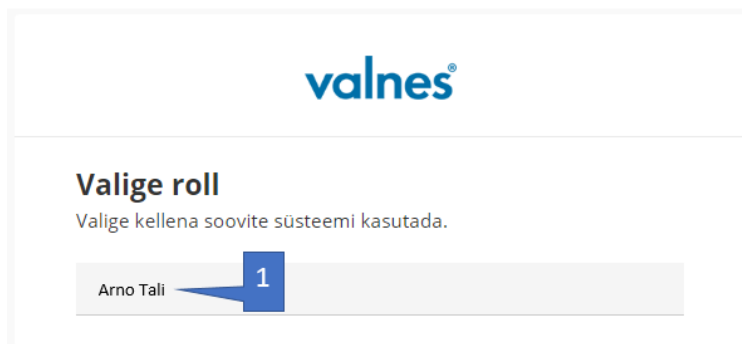 valnes®
Valige roll
Valige kellena soovite süsteemi kasutada.
Arno Tali
1